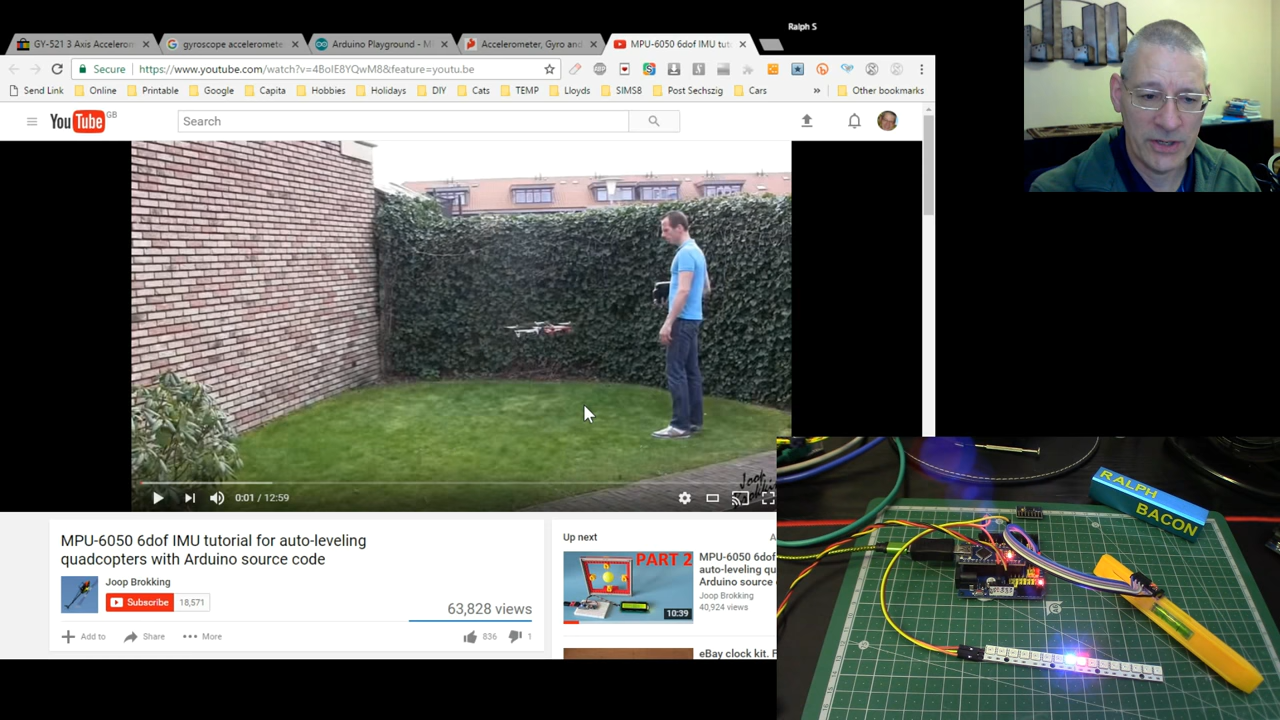 Ralph S
GY-521 3 Axis Acceleron
gyroscope acceleromete
Arduino Playground - M
Accelerometer, Gyro and
MPU-6050 6dof IMU tuto
Secure
https://www.youtube.com/watch?v=4BoIE8YQwM8&feature=youtu.be
Send Link
Online
Printable
Google
Capita
Hobbies
Holidays
DIY
Cats
TEMP
Lloyds
SIMS8
Post Sechszig
Cars
»
Other bookmarks
YouTube GB
Search
Joop
0:01 / 12:59
RALPH
BACON
MPU-6050 6dof IMU tutorial for auto-leveling
quadcopters with Arduino source code
Joop Brokking
Subscribe 18,571
63,828 views
Add to
Share
More
836
1
Up next
A
PART 2
10:39
MPU-6050 6dof
auto-leveling qu
Arduino source
Joop Brokking
40,924 views
eBay clock kit. F